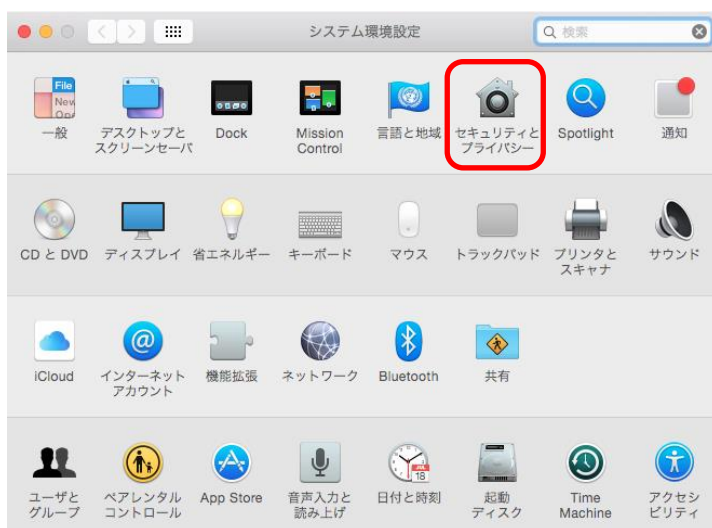 システム環境設定
検索
File
New
Ope
一般
デスクトップと
スクリーンセーバ
Dock
Mission
Control
言語と地域
セキュリティと
プライバシー
Spotlight
通知
CD と DVD
ディスプレイ
省エネルギー
キーボード
マウス
トラックパッド
プリンタと
スキャナ
サウンド
iCloud
インターネット
アカウント
機能拡張
ネットワーク
Bluetooth
共有
ユーザと
グループ
ペアレンタル
コントロール
App Store
音声入力と
読み上げ
18
日付と時刻
起動
ディスク
Time
Machine
アクセシ
ビリティ